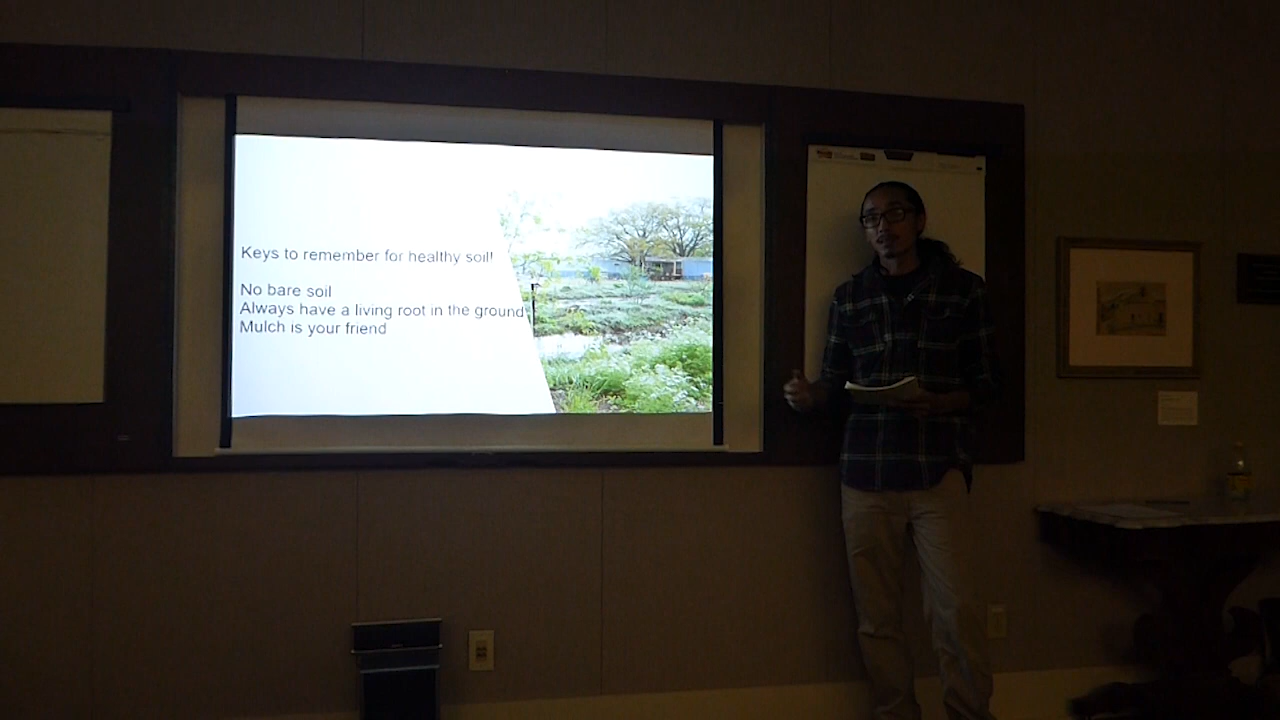 Keys to remember for healthy soil!
No bare soil
Always have a living root in the ground
Mulch is your friend